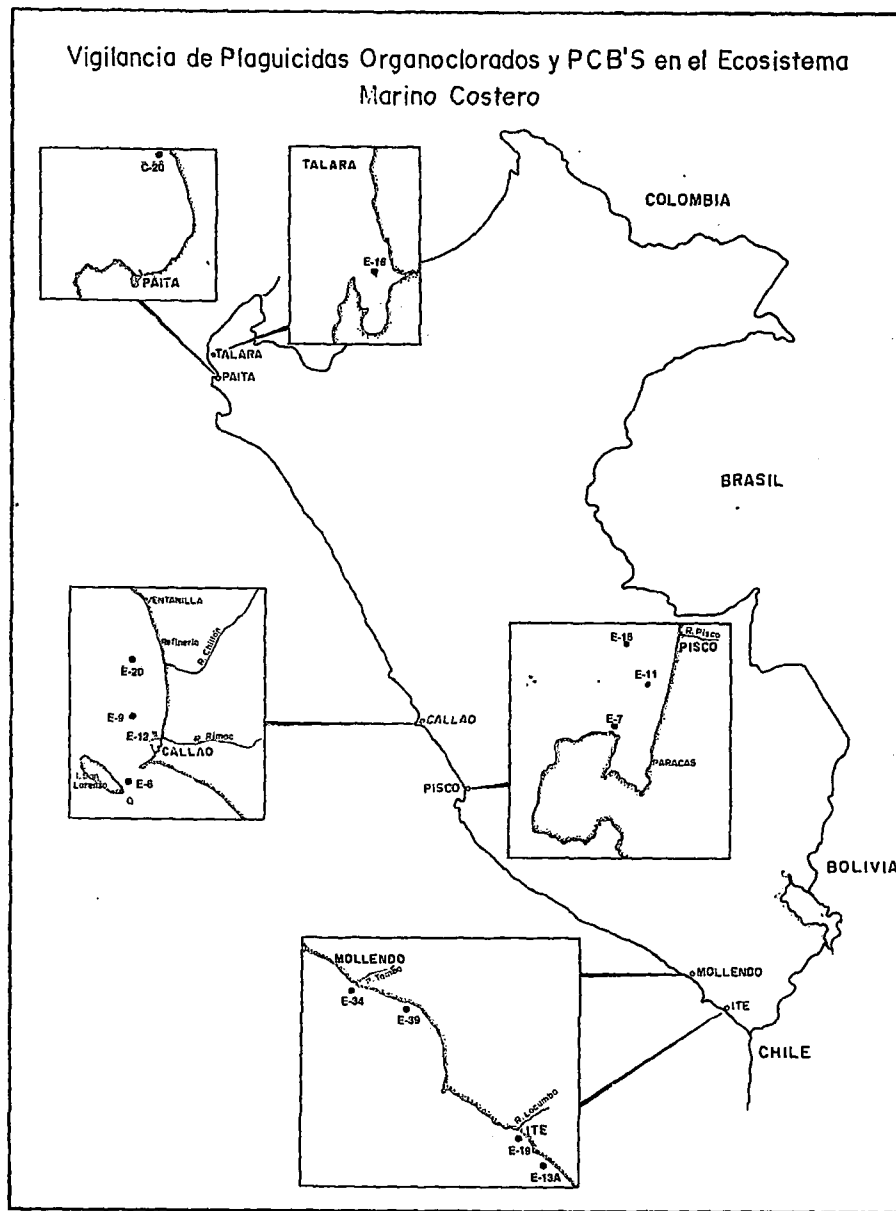 Vigilancia de Plaguicidas Organoclorados y PCB'S en el Ecosistema
Marino Costero
C-20
PAITA
TALARA
E-16
COLOMBIA
TALARA
PAITA
BRASIL
VENTANILLA
Refinería
R. Chillón
E-20
E-9
E-12
R. Rimac
CALLAO
I. San
Lorenzo
E-6
CALLAO
PISCO
R. Pisco
PISCO
E-18
E-11
E-7
PARACAS
BOLIVIA
MOLLENDO
R. Tambo
E-34
E-39
R. Locumba
ITE
E-19
E-13A
MOLLENDO
ITE
CHILE